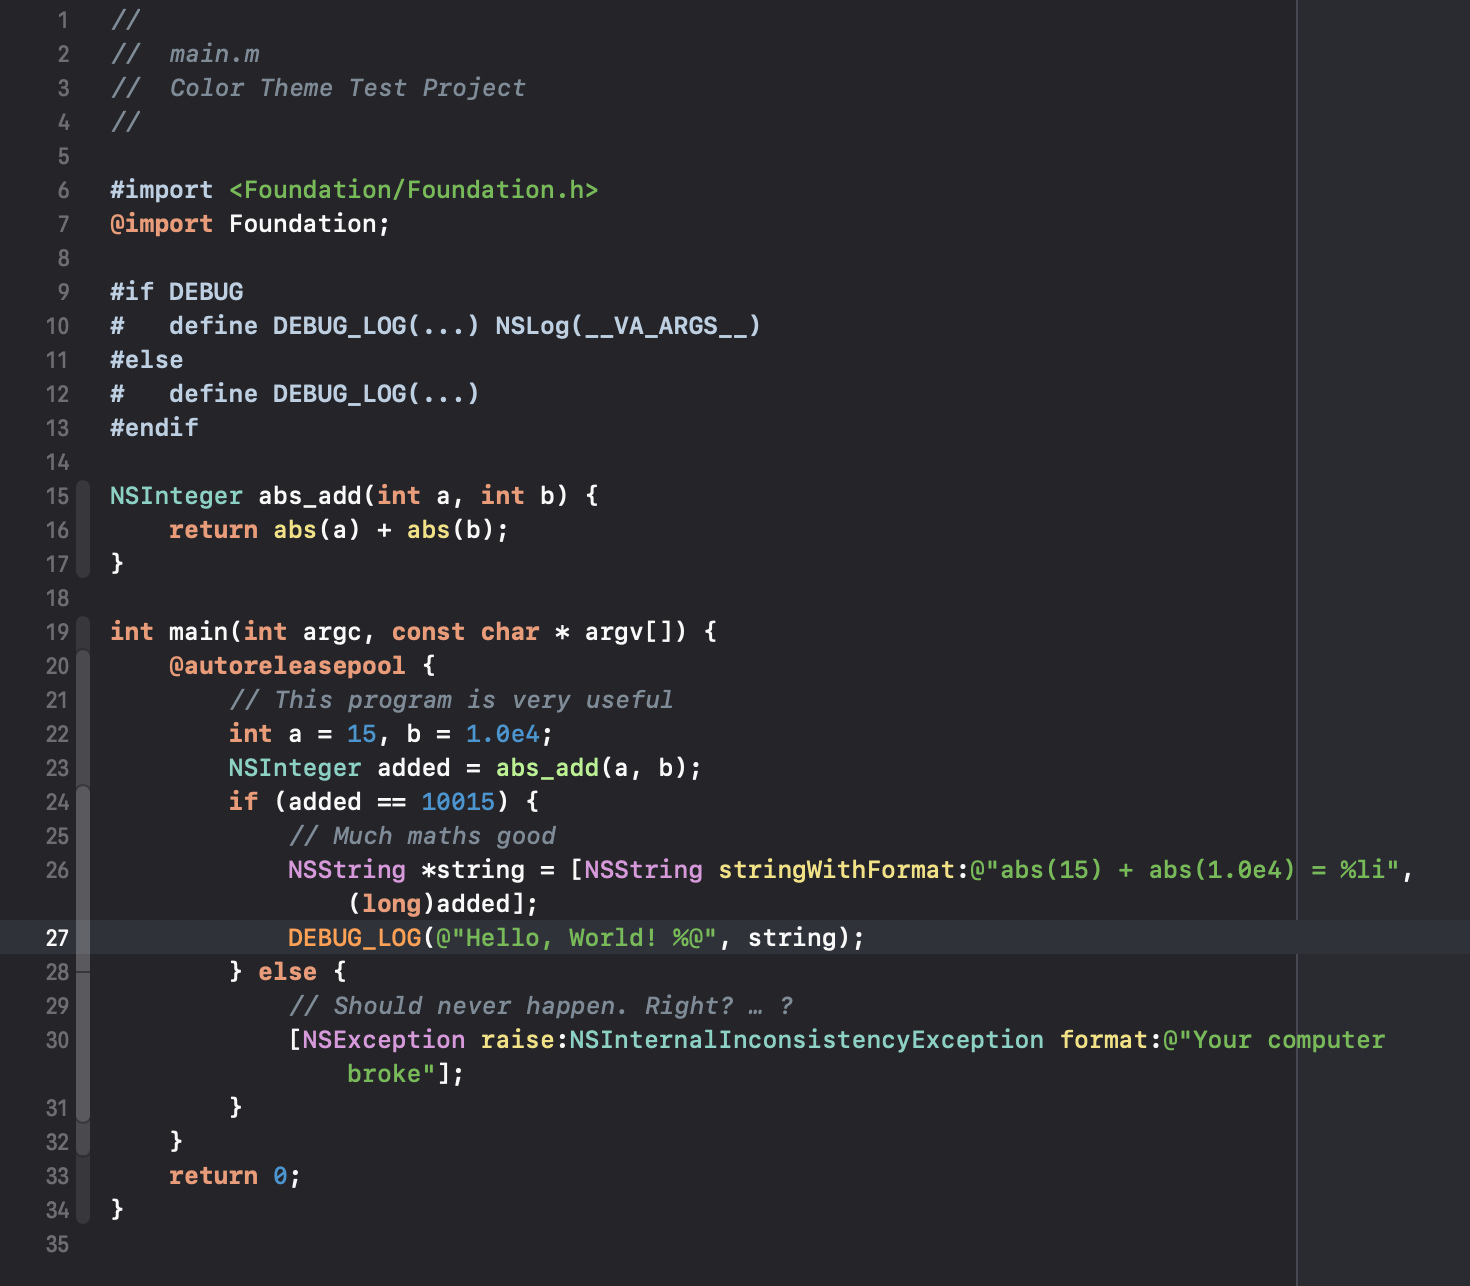 1 //
2 //  main.m
3 //  Color Theme Test Project
4 //
5
6 #import <Foundation/Foundation.h>
7 @import Foundation;
8
9 #if DEBUG
10 #   define DEBUG_LOG(...) NSLog(__VA_ARGS__)
11 #else
12 #   define DEBUG_LOG(...)
13 #endif
14
15 NSInteger abs_add(int a, int b) {
16     return abs(a) + abs(b);
17 }
18
19 int main(int argc, const char * argv[]) {
20     @autoreleasepool {
21         // This program is very useful
22         int a = 15, b = 1.0e4;
23         NSInteger added = abs_add(a, b);
24         if (added == 10015) {
25             // Much maths good
26             NSString *string = [NSString stringWithFormat:@"abs(15) + abs(1.0e4) = %li",
                (long)added];
27             DEBUG_LOG(@"Hello, World! %@", string);
28         } else {
29             // Should never happen. Right? … ?
30             [NSException raise:NSInternalInconsistencyException format:@"Your computer
                broke"];
31         }
32     }
33     return 0;
34 }
35